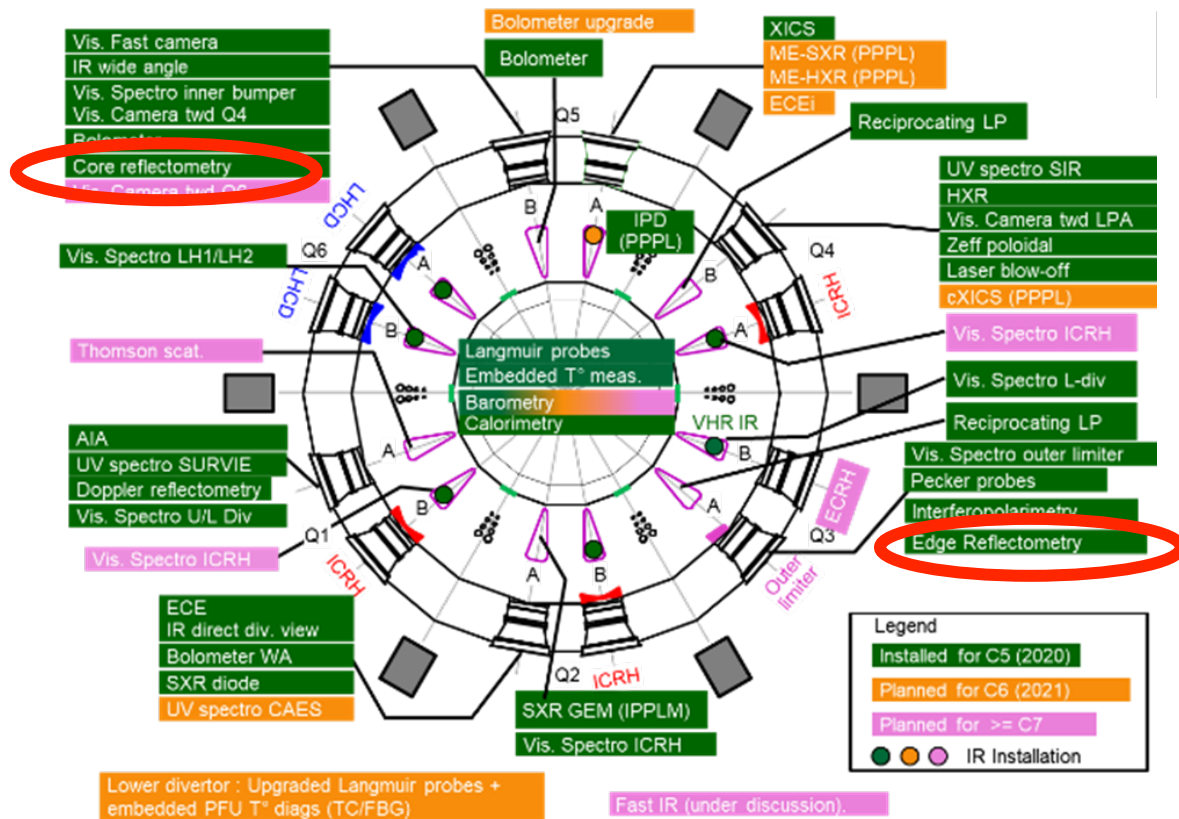 Bolometer upgrade
Vis. Fast camera
IR wide angle
Vis. Spectro inner bumper
Vis. Camera twd Q4
Bolometer
Core reflectometry
Vis. Camera twd Q6
Bolometer
XICS
ME-SXR (PPPL)
ME-HXR (PPPL)
ECEi
Reciprocating LP
Q5
UV spectro SIR
HXR
Vis. Camera twd LPA
Zeff poloidal
Laser blow-off
cXICS (PPPL)
LHCD
B
A
IPD
(PPPL)
Q6
A
B
Q4
Vis. Spectro LH1/LH2
LHCD
B
A
ICRH
Vis. Spectro ICRH
Thomson scat.
Langmuir probes
Embedded T° meas.
Barometry
Calorimetry
Vis. Spectro L-div
Reciprocating LP
VHR IR
AIA
UV spectro SURVIE
Doppler reflectometry
Vis. Spectro U/L Div
A
B
Vis. Spectro outer limiter
Pecker probes
Interferopolarimetry
Edge Reflectometry
ECRH
Q1
B
A
Q3
Vis. Spectro ICRH
ICRH
A
B
Outer
limiter
ECE
IR direct div. view
Bolometer WA
SXR diode
UV spectro CAES
Q2
ICRH
SXR GEM (IPPLM)
Vis. Spectro ICRH
Legend
Installed for C5 (2020)
Planned for C6 (2021)
Planned for >= C7
IR Installation
Lower divertor : Upgraded Langmuir probes +
embedded PFU T° diags (TC/FBG)
Fast IR (under discussion).